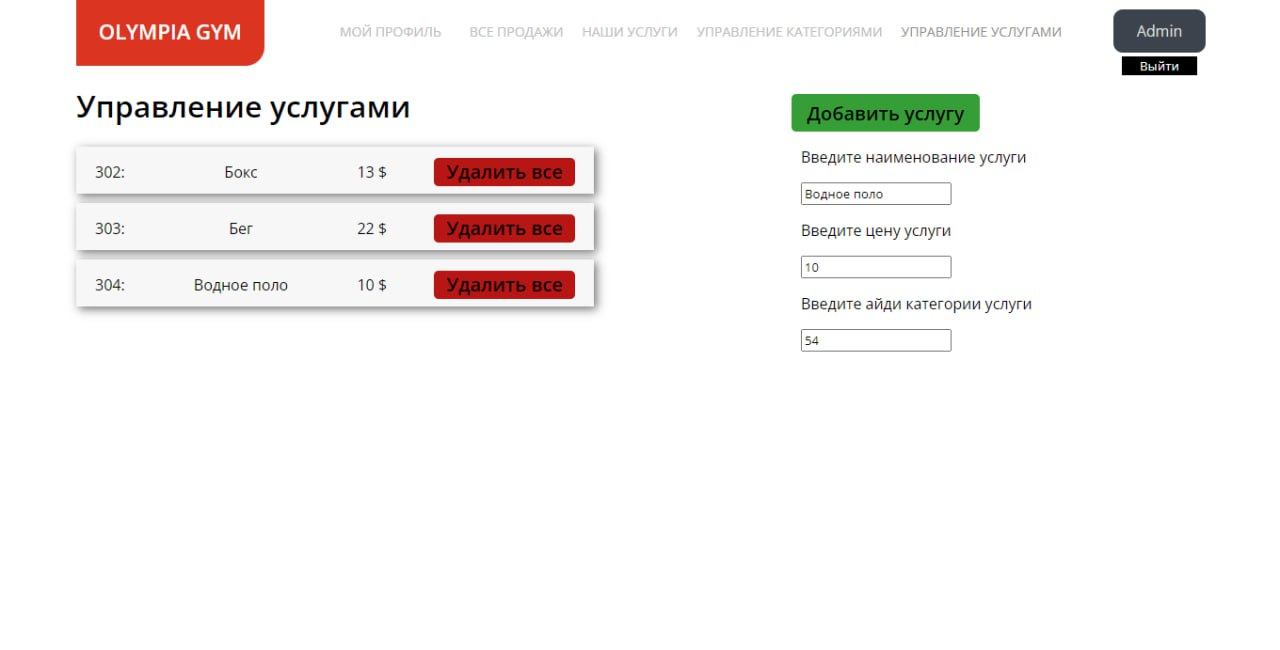 OLYMPIA GYM
МОЙ ПРОФИЛЬ ВСЕ ПРОДАЖИ НАШИ УСЛУГИ УПРАВЛЕНИЕ КАТЕГОРИЯМИ УПРАВЛЕНИЕ УСЛУГАМИ
Admin
Выйти
Управление услугами
302: Бокс 13 $ Удалить все
303: Бег 22 $ Удалить все
304: Водное поло 10 $ Удалить все
Добавить услугу
Введите наименование услуги
Водное поло
Введите цену услуги
10
Введите айди категории услуги
54